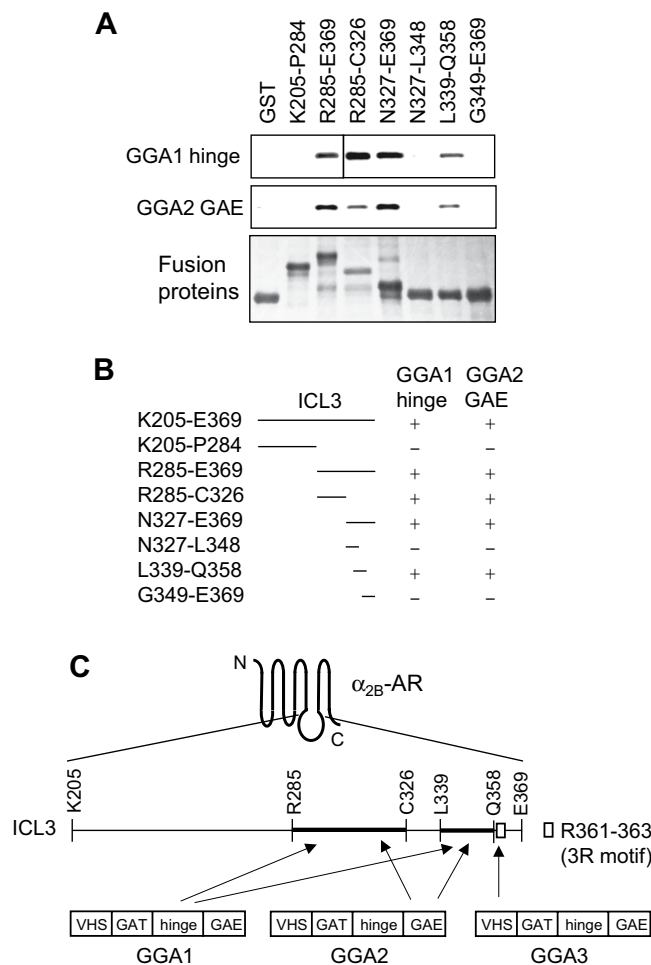 A
GST
K205-P284
R285-E369
R285-C326
N327-E369
N327-L348
L339-Q358
G349-E369
GGA1 hinge
GGA2 GAE
Fusion
proteins
B
ICL3
GGA1
hinge
GGA2
GAE
K205-E369 + +
K205-P284 – –
R285-E369 + +
R285-C326 + +
N327-E369 + +
N327-L348 – –
L339-Q358 + +
G349-E369 – –
C
N
α2B-AR
C
K205
R285
C326
L339
Q358
E369
ICL3
R361-363
(3R motif)
VHS GAT hinge GAE
VHS GAT hinge GAE
VHS GAT hinge GAE
GGA1
GGA2
GGA3